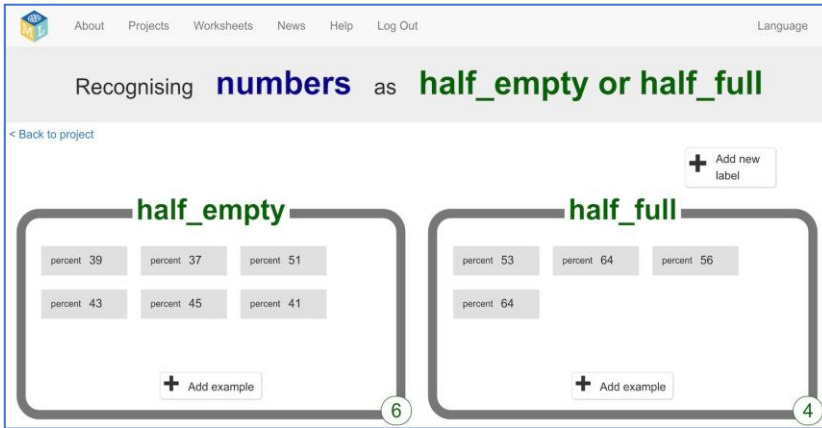 About Projects Worksheets News Help Log Out Language
Recognising numbers as half_empty or half_full
< Back to project
Add new
label
half_empty
percent 39 percent 37 percent 51
percent 43 percent 45 percent 41
Add example
6
half_full
percent 53 percent 64 percent 56
percent 64
Add example
4